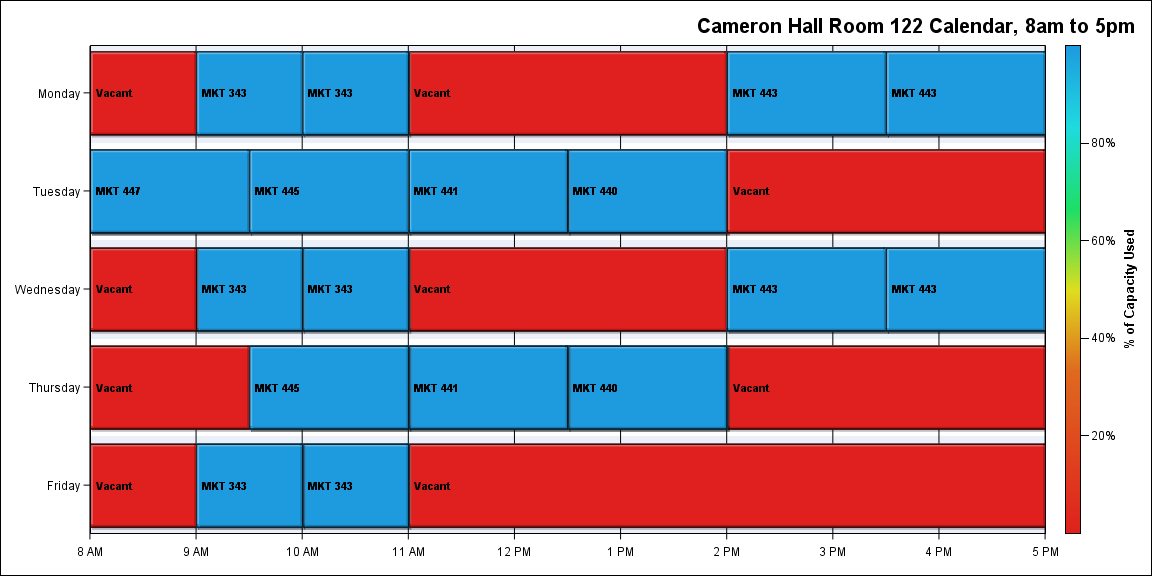 Cameron Hall Room 122 Calendar, 8am to 5pm
Monday
Vacant
MKT 343
MKT 343
Vacant
MKT 443
MKT 443
Tuesday
MKT 447
MKT 445
MKT 441
MKT 440
Vacant
Wednesday
Vacant
MKT 343
MKT 343
Vacant
MKT 443
MKT 443
Thursday
Vacant
MKT 445
MKT 441
MKT 440
Vacant
Friday
Vacant
MKT 343
MKT 343
Vacant
8 AM
9 AM
10 AM
11 AM
12 PM
1 PM
2 PM
3 PM
4 PM
5 PM
80%
60%
40%
20%
% of Capacity Used